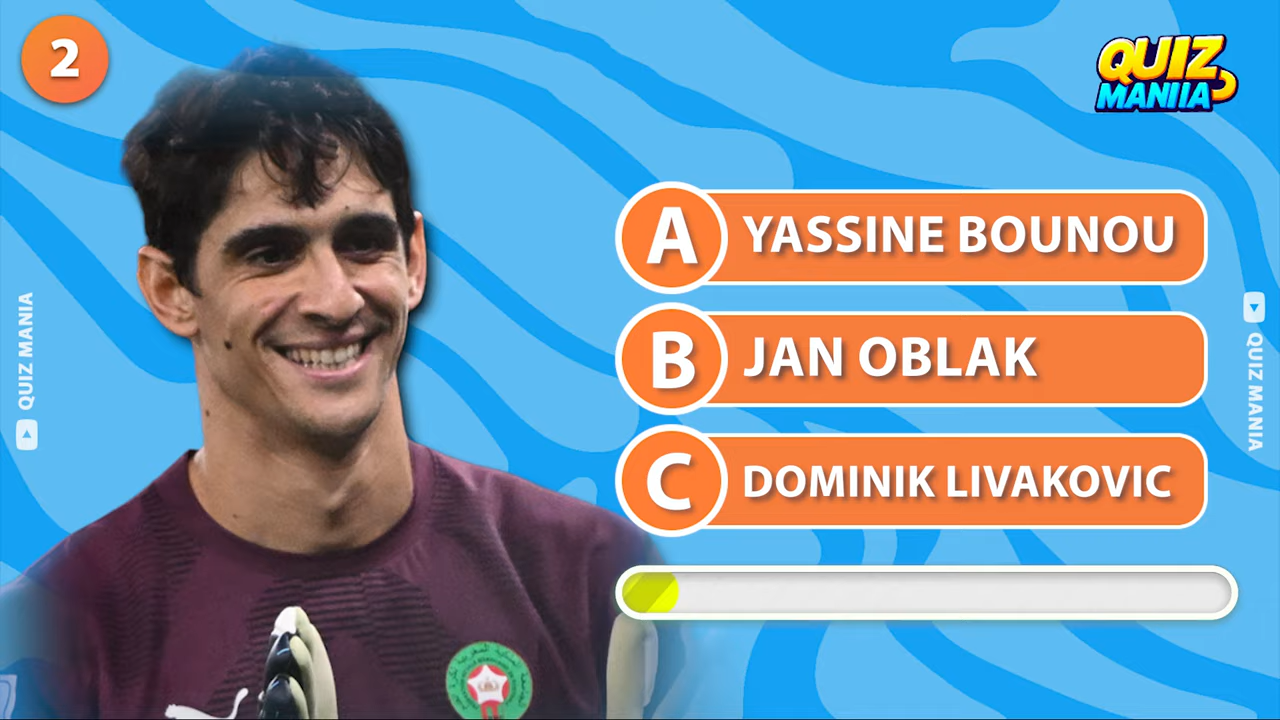 2
QUIZ
MANIIA
A YASSINE BOUNOU
B JAN OBLAK
C DOMINIK LIVAKOVIC
QUIZ MANIA
QUIZ MANIA